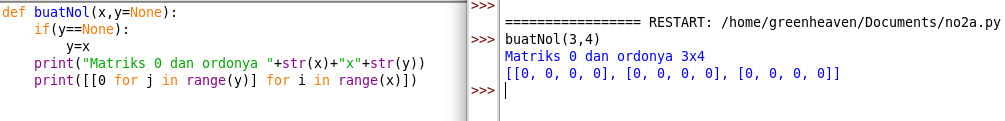 def buatNol(x,y=None):
    if(y==None):
        y=x
    print("Matriks 0 dan ordonya "+str(x)+"x"+str(y))
    print([[0 for j in range(y)] for i in range(x)])
>>>
================= RESTART: /home/greenheaven/Documents/no2a.py
>>> buatNol(3,4)
Matriks 0 dan ordonya 3x4
[[0, 0, 0, 0], [0, 0, 0, 0], [0, 0, 0, 0]]
>>>